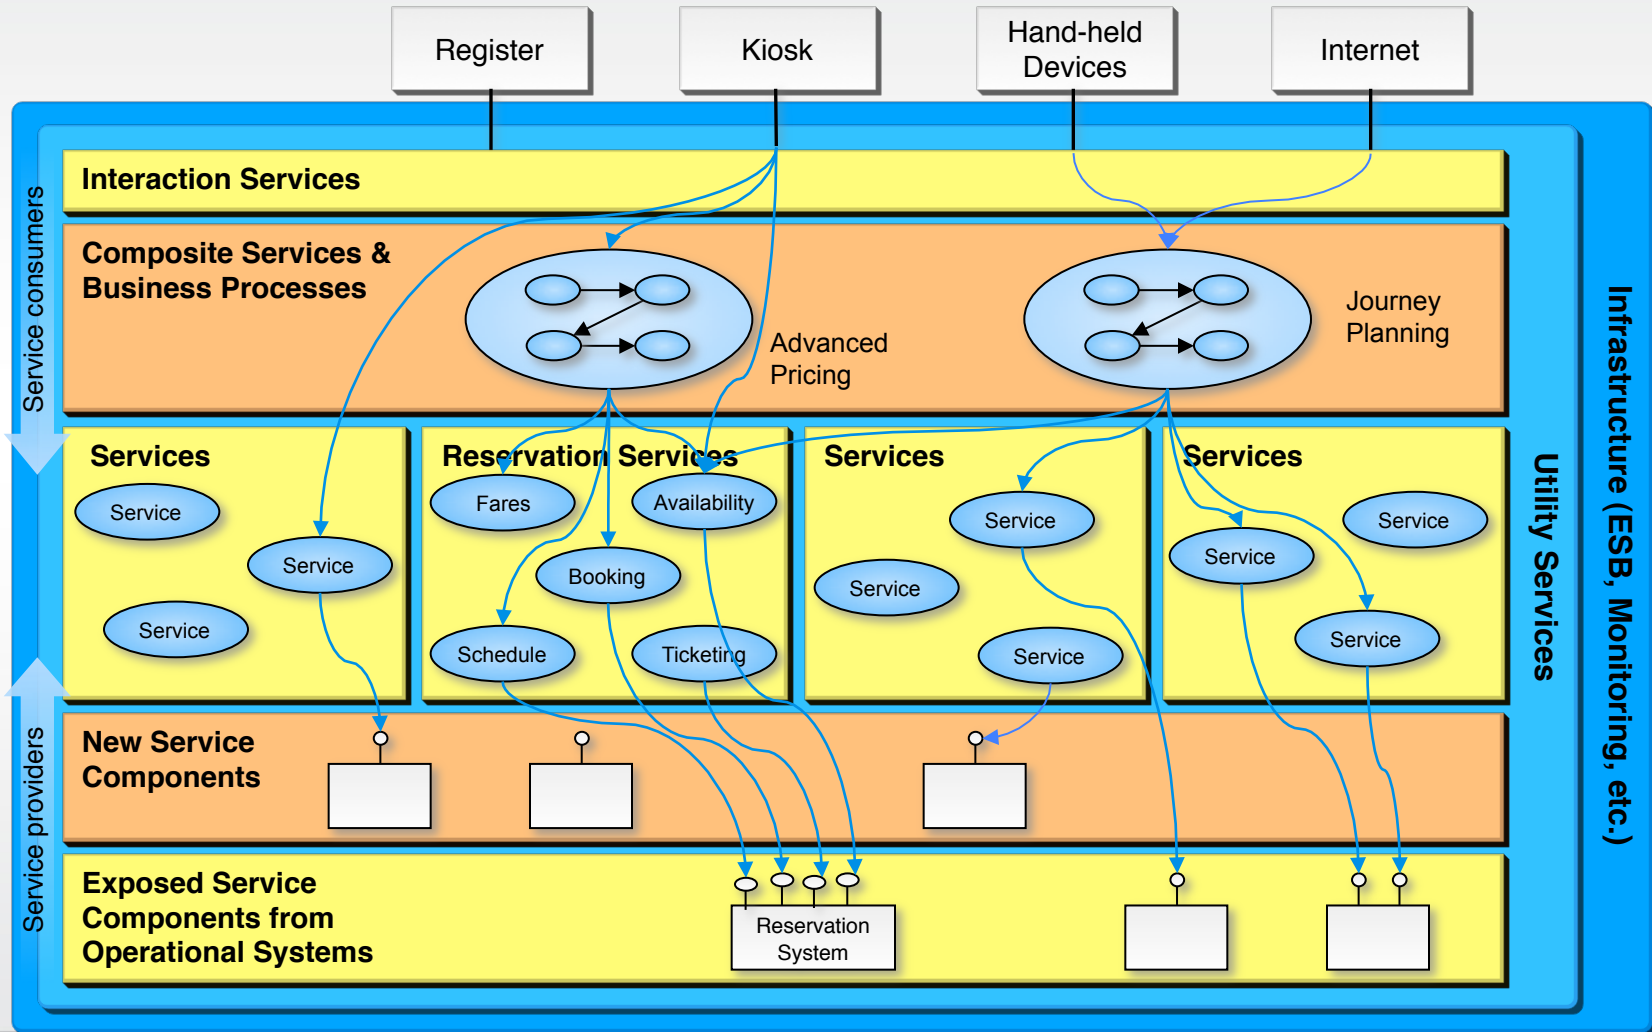 Register
Kiosk
Hand-held
Devices
Internet
Interaction Services
Service consumers
Composite Services &
Business Processes
Advanced
Pricing
Journey
Planning
Services
Service
Service
Service
Reservation Services
Fares
Availability
Booking
Schedule
Ticketing
Services
Service
Service
Service
Services
Service
Service
Service
Utility Services
Infrastructure (ESB, Monitoring, etc.)
Service providers
New Service
Components
Exposed Service
Components from
Operational Systems
Reservation
System